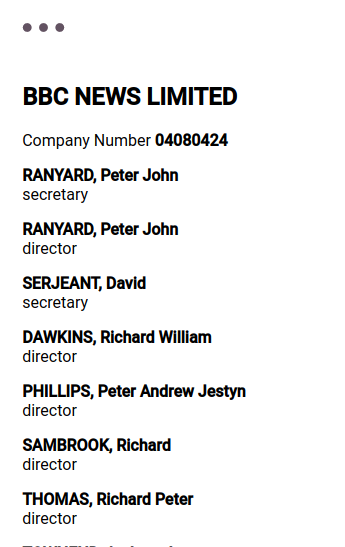 BBC NEWS LIMITED
Company Number 04080424
RANYARD, Peter John
secretary
RANYARD, Peter John
director
SERJEANT, David
secretary
DAWKINS, Richard William
director
PHILLIPS, Peter Andrew Jestyn
director
SAMBROOK, Richard
director
THOMAS, Richard Peter
director